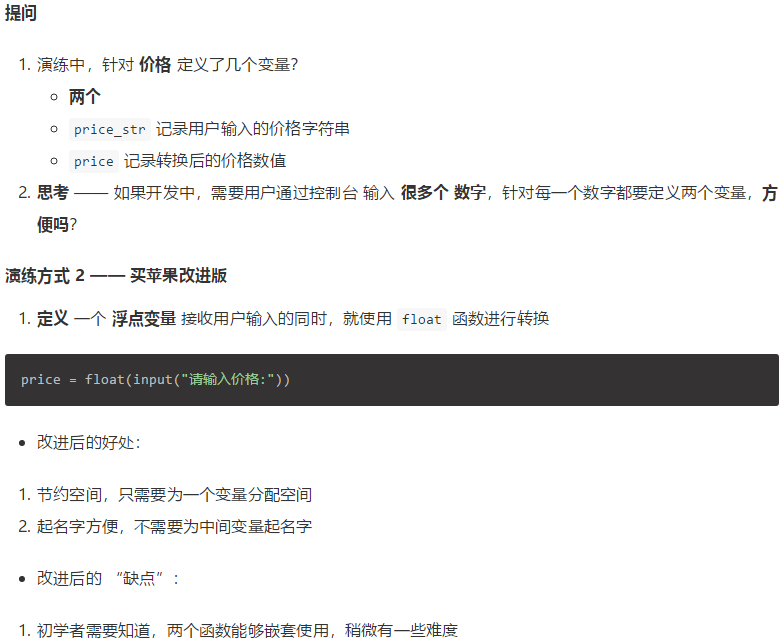 提问
1. 演练中，针对 价格 定义了几个变量？
两个
price_str 记录用户输入的价格字符串
price 记录转换后的价格数值
2. 思考 —— 如果开发中，需要用户通过控制台 输入 很多个 数字，针对每一个数字都要定义两个变量，方
便吗？
演练方式 2 —— 买苹果改进版
1. 定义 一个 浮点变量 接收用户输入的同时，就使用 float 函数进行转换
price = float(input("请输入价格:"))
改进后的好处：
1. 节约空间，只需要为一个变量分配空间
2. 起名字方便，不需要为中间变量起名字
改进后的 “缺点”：
1. 初学者需要知道，两个函数能够嵌套使用，稍微有一些难度